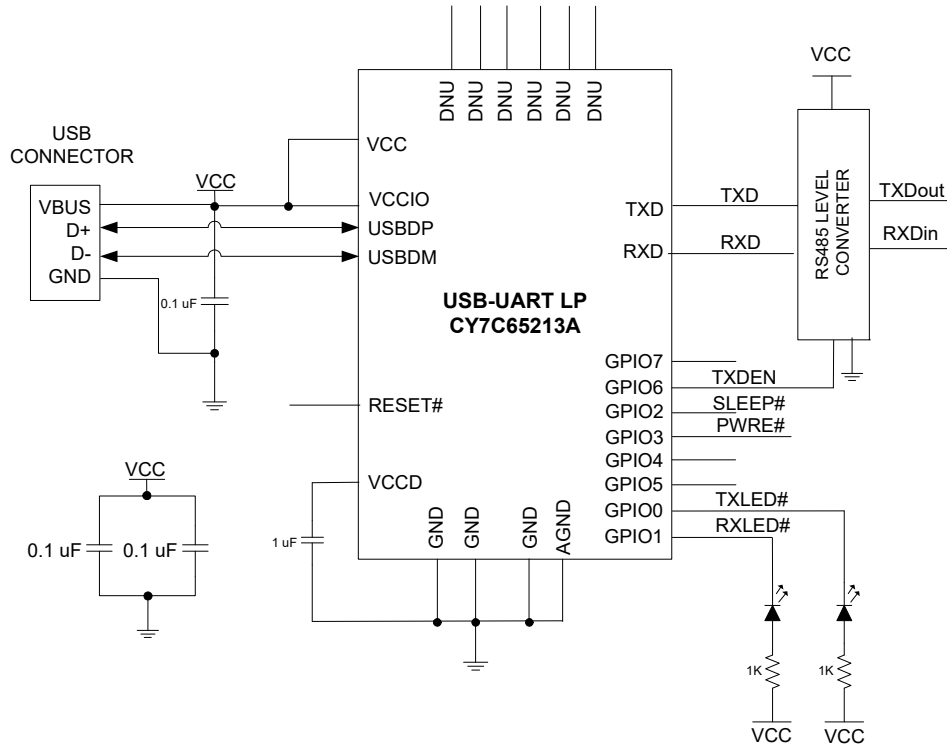 DNU
DNU
DNU
DNU
DNU
DNU
VCC
USB
CONNECTOR
VCC
VCC
VBUS
D+
D-
GND
VCCIO
USBDP
USBDM
0.1 uF
TXD
RXD
TXD
RXD
RS485 LEVEL
CONVERTER
TXDout
RXDin
USB-UART LP
CY7C65213A
RESET#
GPIO7
GPIO6
TXDEN
GPIO2
SLEEP#
GPIO3
PWRE#
GPIO4
GPIO5
GPIO0
TXLED#
GPIO1
RXLED#
VCC
0.1 uF
0.1 uF
VCCD
1 uF
GND
GND
GND
AGND
1K
1K
VCC
VCC